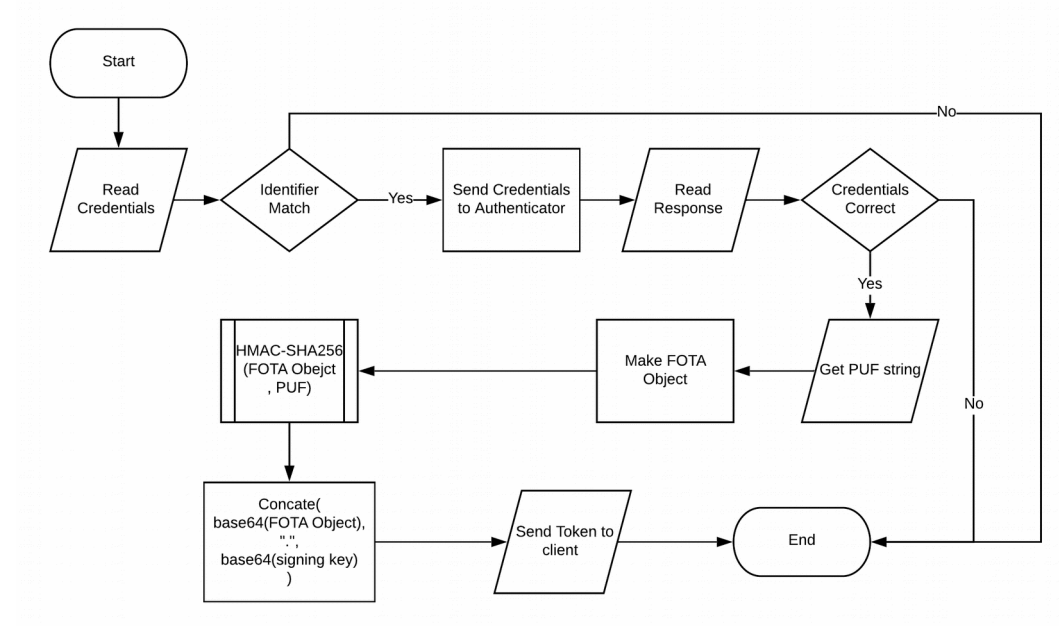 Start
No
Read
Credentials
Identifier
Match
Yes
Send Credentials
to Authenticator
Read
Response
Credentials
Correct
Yes
HMAC-SHA256
(FOTA Obejct
, PUF)
Make FOTA
Object
Get PUF string
No
Concate(
base64(FOTA Object),
".",
base64(signing key)
)
Send Token to
client
End